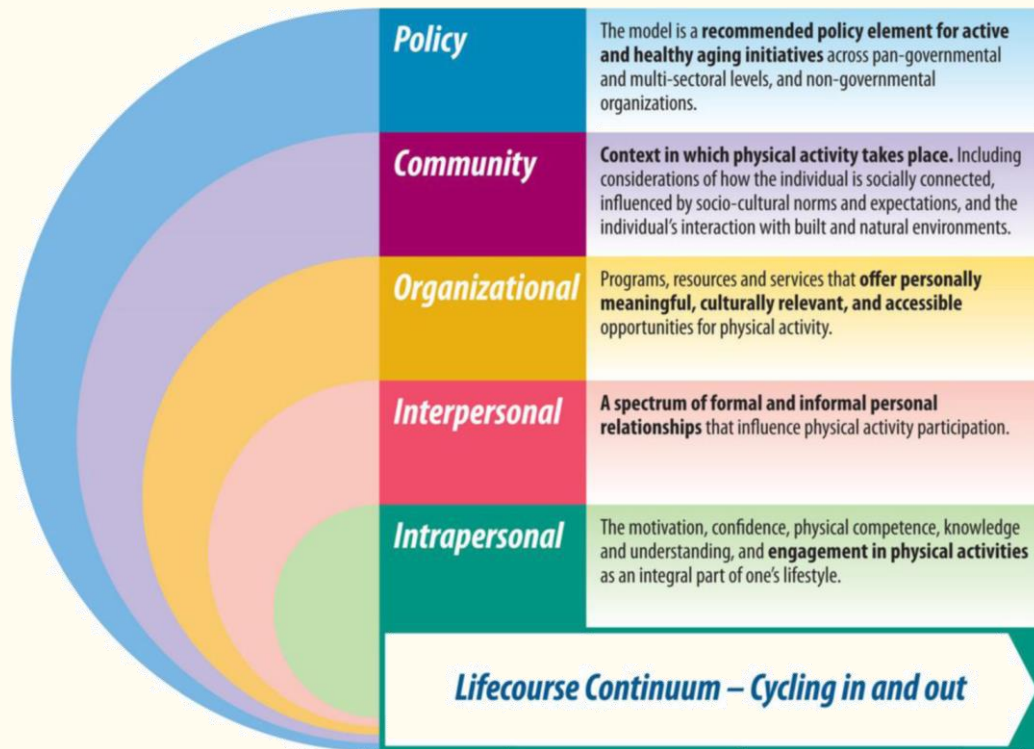 Policy
The model is a recommended policy element for active
and healthy aging initiatives across pan-governmental
and multi-sectoral levels, and non-governmental
organizations.
Community
Context in which physical activity takes place. Including
considerations of how the individual is socially connected,
influenced by socio-cultural norms and expectations, and the
individual's interaction with built and natural environments.
Organizational
Programs, resources and services that offer personally
meaningful, culturally relevant, and accessible
opportunities for physical activity.
Interpersonal
A spectrum of formal and informal personal
relationships that influence physical activity participation.
Intrapersonal
The motivation, confidence, physical competence, knowledge
and understanding, and engagement in physical activities
as an integral part of one's lifestyle.
Lifecourse Continuum – Cycling in and out